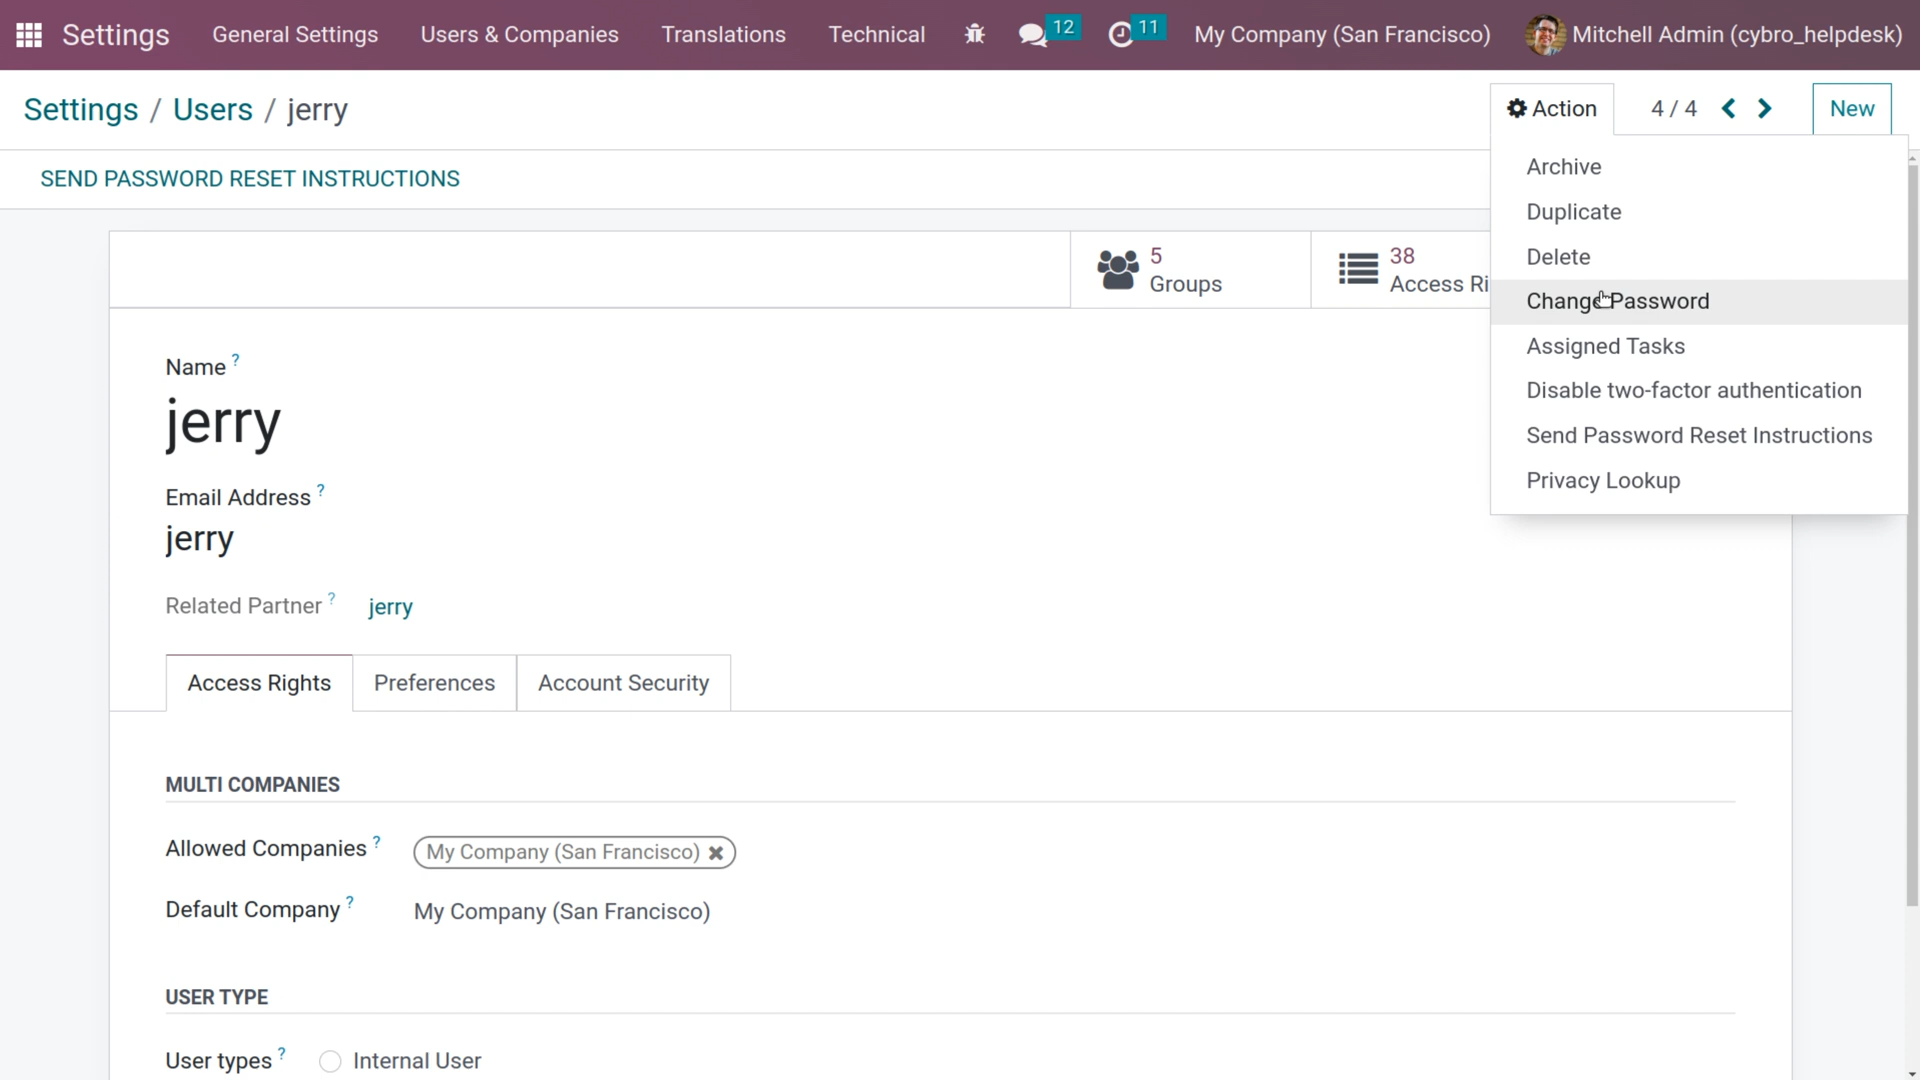 Settings General Settings Users & Companies Translations Technical 12 11 My Company (San Francisco) Mitchell Admin (cybro_helpdesk)
Settings / Users / jerry
Action 4 / 4 New
SEND PASSWORD RESET INSTRUCTIONS
Archive
Duplicate
Delete
Change Password
Assigned Tasks
Disable two-factor authentication
Send Password Reset Instructions
Privacy Lookup
5
Groups
38
Access Ri
Name ?
jerry
Email Address ?
jerry
Related Partner ? jerry
Access Rights Preferences Account Security
MULTI COMPANIES
Allowed Companies ? My Company (San Francisco)
Default Company ? My Company (San Francisco)
USER TYPE
User types ? Internal User